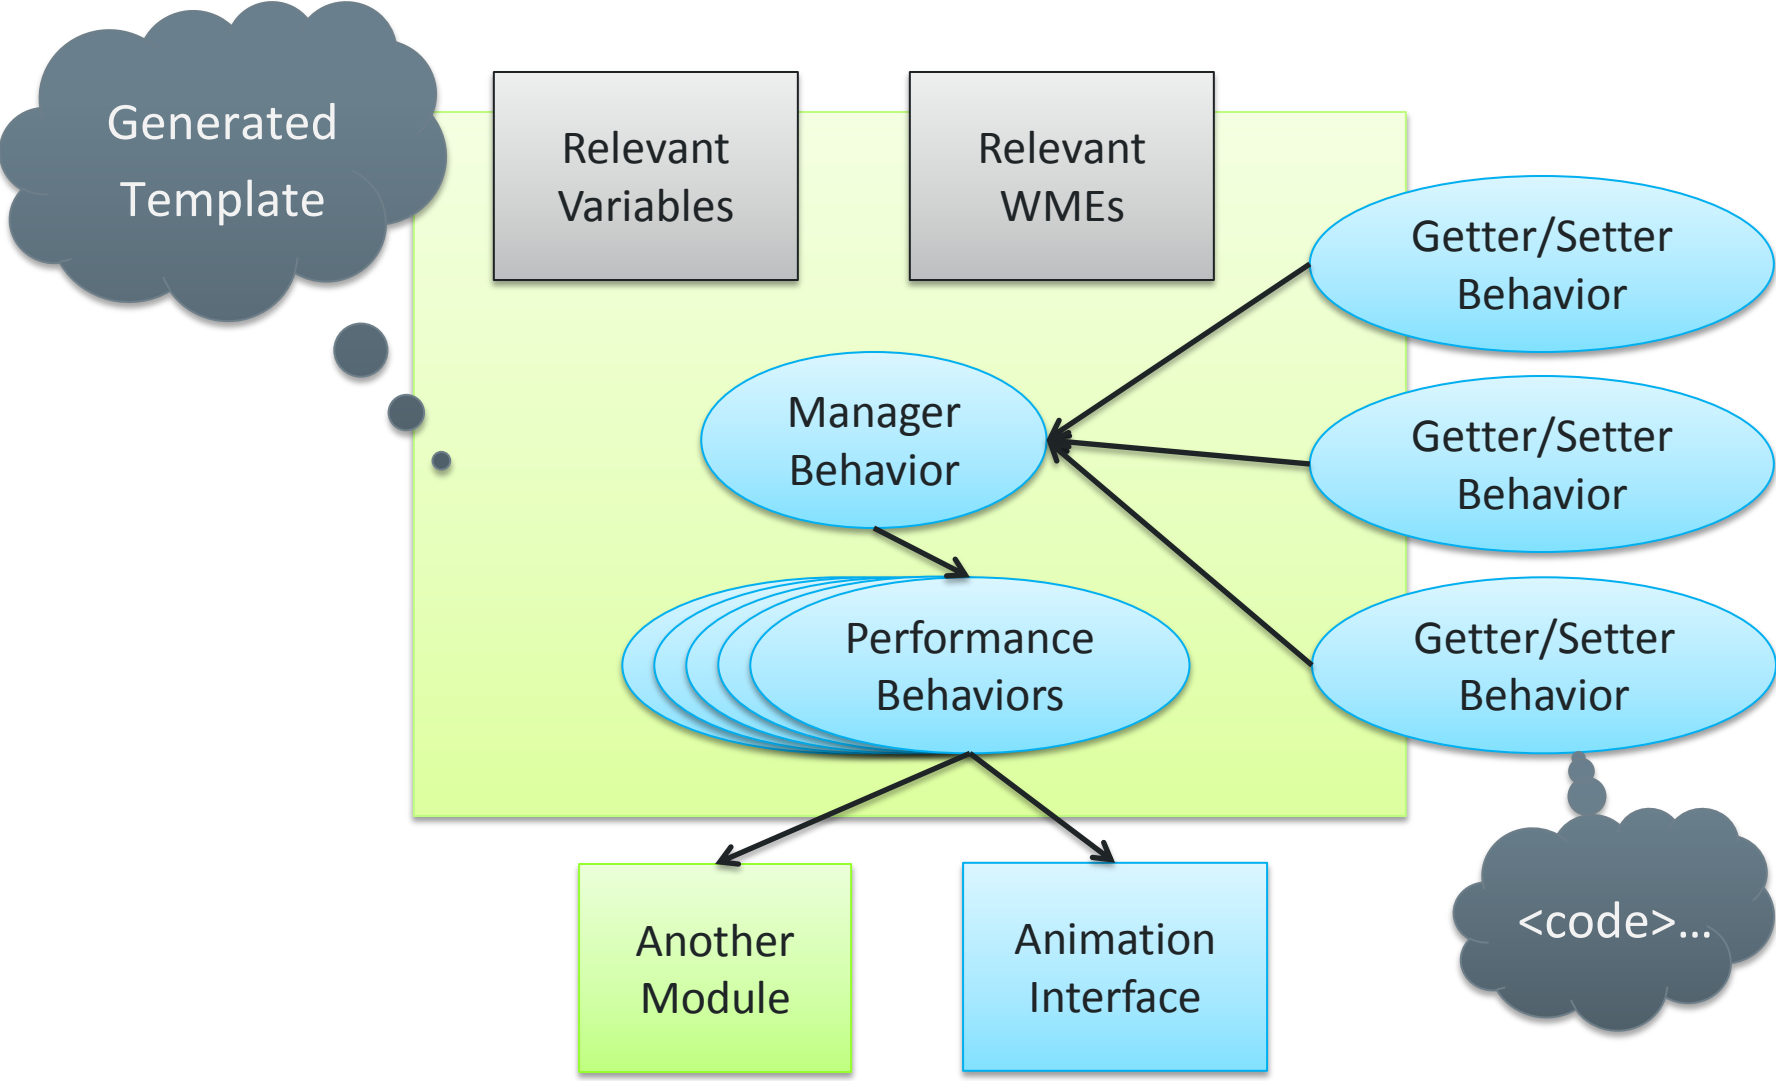 Generated
Template
Relevant
Variables
Relevant
WMEs
Getter/Setter
Behavior
Manager
Behavior
Getter/Setter
Behavior
Performance
Behaviors
Getter/Setter
Behavior
Another
Module
Animation
Interface
<code>...